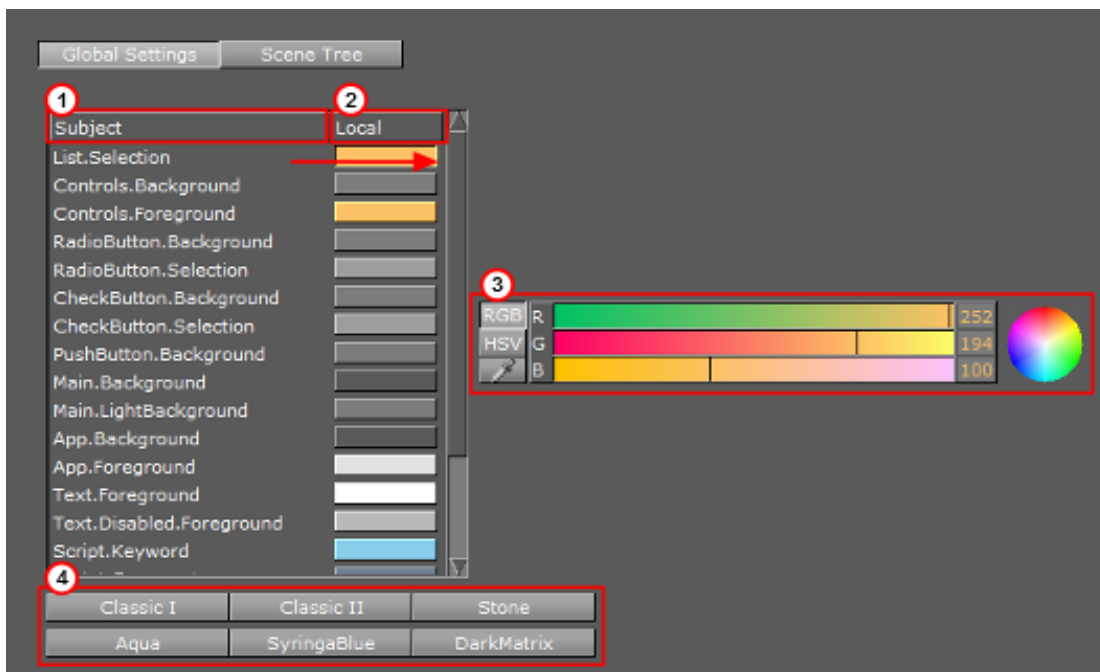 Global Settings Scene Tree
1 2
Subject Local
List.Selection
Controls.Background
Controls.Foreground
RadioButton.Background
RadioButton.Selection
CheckButton.Background
CheckButton.Selection
PushButton.Background
Main.Background
Main.LightBackground
App.Background
App.Foreground
Text.Foreground
Text.Disabled.Foreground
Script.Keyword
3
RGB R 252
HSV G 194
B 100
4
Classic I Classic II Stone
Aqua SyringaBlue DarkMatrix